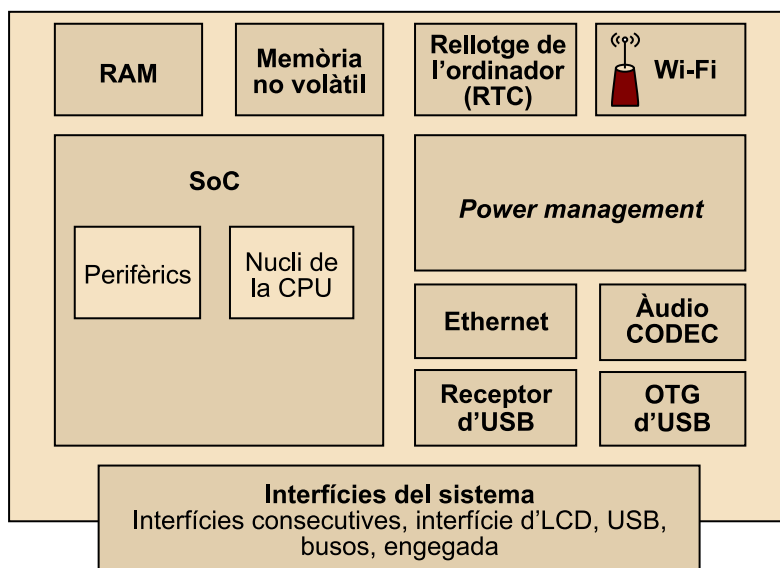 RAM
Memòria
no volàtil
Rellotge de
l'ordinador
(RTC)
Wi-Fi
SoC
Perifèrics
Nucli de
la CPU
Power management
Ethernet
Àudio
CODEC
Receptor
d'USB
OTG
d'USB
Interfícies del sistema
Interfícies consecutives, interfície d'LCD, USB,
busos, engegada